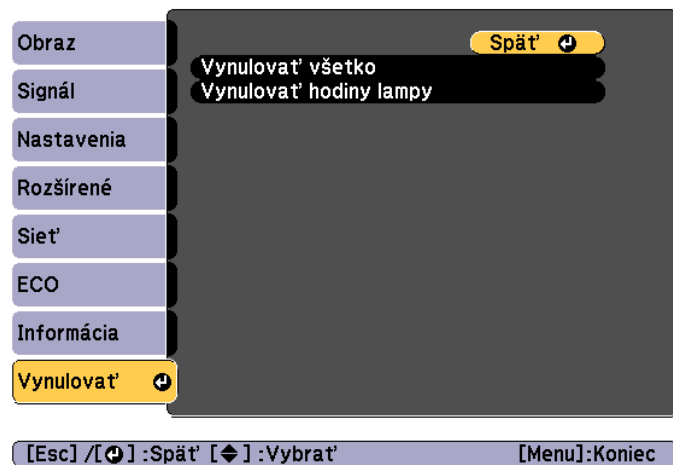 Obraz
Signál
Nastavenia
Rozšírené
Sieť
ECO
Informácia
Vynulovať
Späť
Vynulovať všetko
Vynulovať hodiny lampy
[Esc] /[ ] :Späť [ ] :Vybrať [Menu]:Koniec